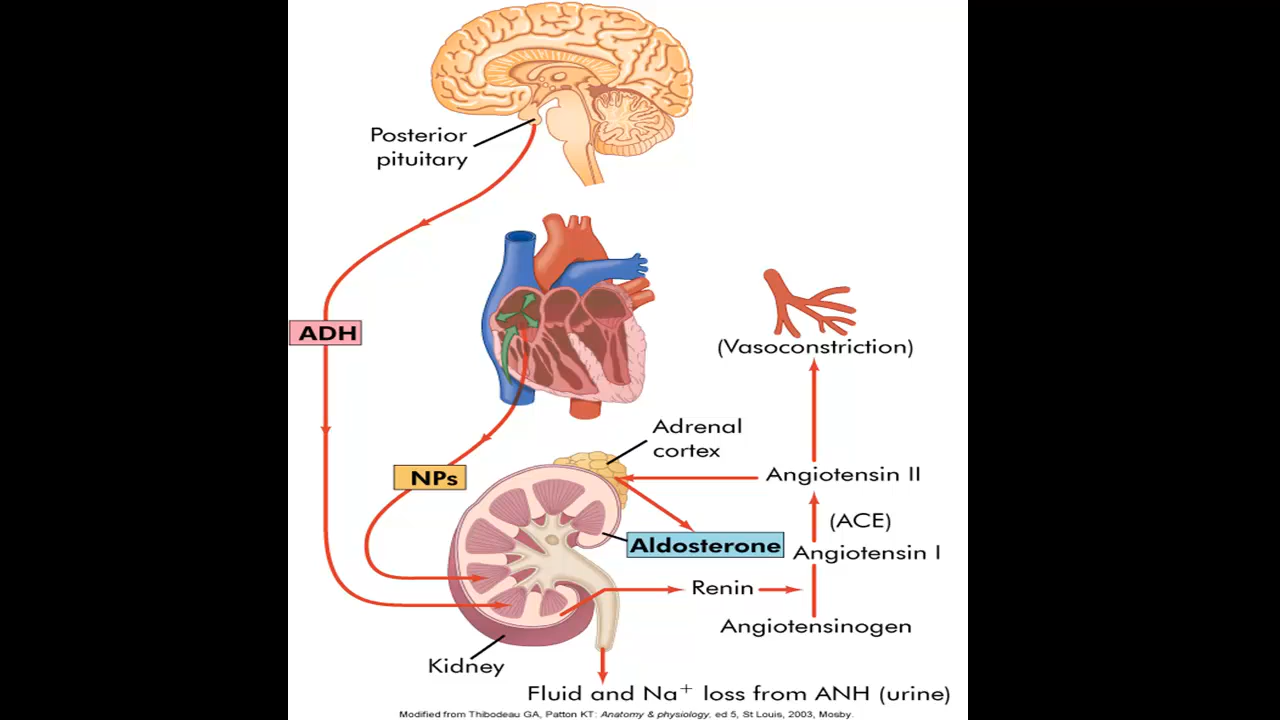 Posterior
pituitary
ADH
(Vasoconstriction)
Adrenal
cortex
NPs
Angiotensin II
(ACE)
Aldosterone
Angiotensin I
Renin
Angiotensinogen
Kidney
Fluid and Na⁺ loss from ANH (urine)
Modified from Thibodeau GA, Patton KT: Anatomy & physiology, ed 5, St Louis, 2003, Mosby.